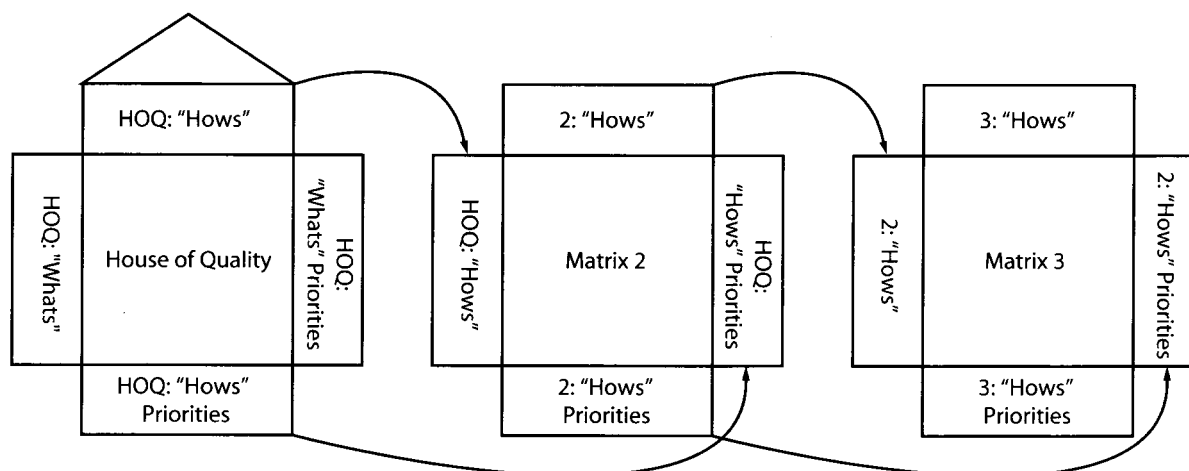 HOQ: “Hows”
HOQ: "Whats"
House of Quality
HOQ:
“Whats” Priorities
HOQ: “Hows”
Priorities
2: “Hows”
HOQ: “Hows”
Matrix 2
HOQ:
“Hows” Priorities
2: “Hows”
Priorities
3: “Hows”
2: “Hows”
Matrix 3
2: “Hows” Priorities
3: “Hows”
Priorities